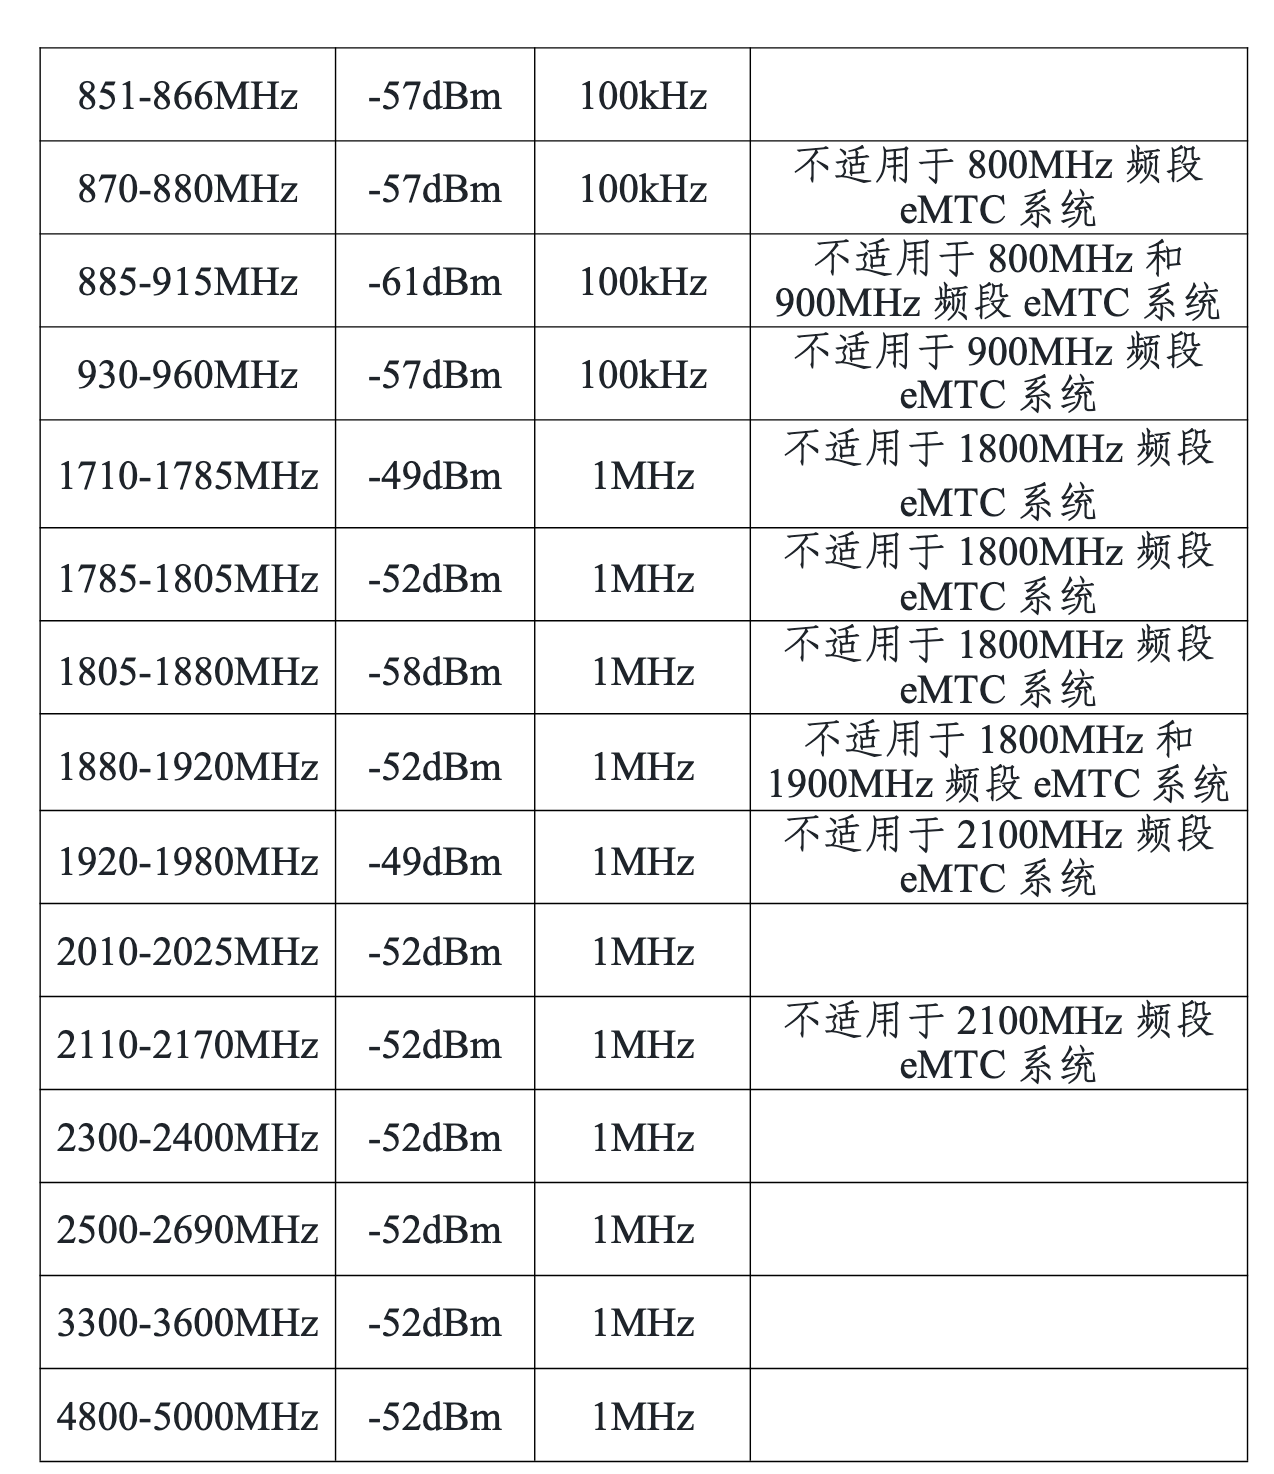 851-866MHz -57dBm 100kHz
870-880MHz -57dBm 100kHz 不适用于 800MHz 频段
eMTC 系统
885-915MHz -61dBm 100kHz 不适用于 800MHz 和
900MHz 频段 eMTC 系统
930-960MHz -57dBm 100kHz 不适用于 900MHz 频段
eMTC 系统
1710-1785MHz -49dBm 1MHz 不适用于 1800MHz 频段
eMTC 系统
1785-1805MHz -52dBm 1MHz 不适用于 1800MHz 频段
eMTC 系统
1805-1880MHz -58dBm 1MHz 不适用于 1800MHz 频段
eMTC 系统
1880-1920MHz -52dBm 1MHz 不适用于 1800MHz 和
1900MHz 频段 eMTC 系统
1920-1980MHz -49dBm 1MHz 不适用于 2100MHz 频段
eMTC 系统
2010-2025MHz -52dBm 1MHz
2110-2170MHz -52dBm 1MHz 不适用于 2100MHz 频段
eMTC 系统
2300-2400MHz -52dBm 1MHz
2500-2690MHz -52dBm 1MHz
3300-3600MHz -52dBm 1MHz
4800-5000MHz -52dBm 1MHz